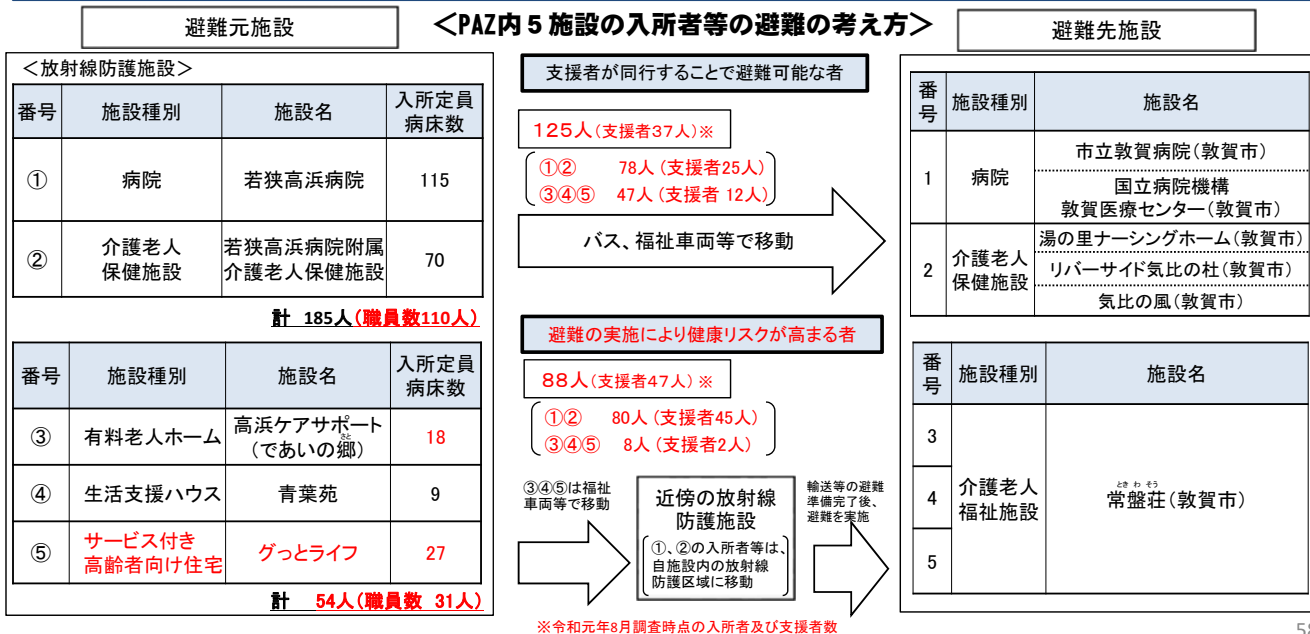 避難元施設
＜PAZ内５施設の入所者等の避難の考え方＞
避難先施設
＜放射線防護施設＞
番号 施設種別 施設名 入所定員
病床数
① 病院 若狭高浜病院 115
② 介護老人
保健施設
若狭高浜病院附属
介護老人保健施設
70
計 185人(職員数110人)
番号 施設種別 施設名 入所定員
病床数
③ 有料老人ホーム 高浜ケアサポート
(であいの郷)
さと
18
④ 生活支援ハウス 青葉苑 9
⑤ サービス付き
高齢者向け住宅
ぐっとライフ 27
計 54人(職員数 31人)
支援者が同行することで避難可能な者
125人(支援者37人)※
①② 78人(支援者25人)
③④⑤ 47人(支援者 12人)
バス、福祉車両等で移動
避難の実施により健康リスクが高まる者
88人(支援者47人)※
①② 80人(支援者45人)
③④⑤ 8人(支援者2人)
③④⑤は福祉
車両等で移動
近傍の放射線
防護施設
①、②の入所者等は、
自施設内の放射線
防護区域に移動
輸送等の避難
準備完了後、
避難を実施
※令和元年8月調査時点の入所者及び支援者数
番号 施設種別 施設名
1 病院 市立敦賀病院(敦賀市)
国立病院機構
敦賀医療センター(敦賀市)
2 介護老人
保健施設
湯の里ナーシングホーム(敦賀市)
リバーサイド気比の杜(敦賀市)
気比の風(敦賀市)
番号 施設種別 施設名
3
4
5
介護老人
福祉施設
ときわそう
常盤荘(敦賀市)
58